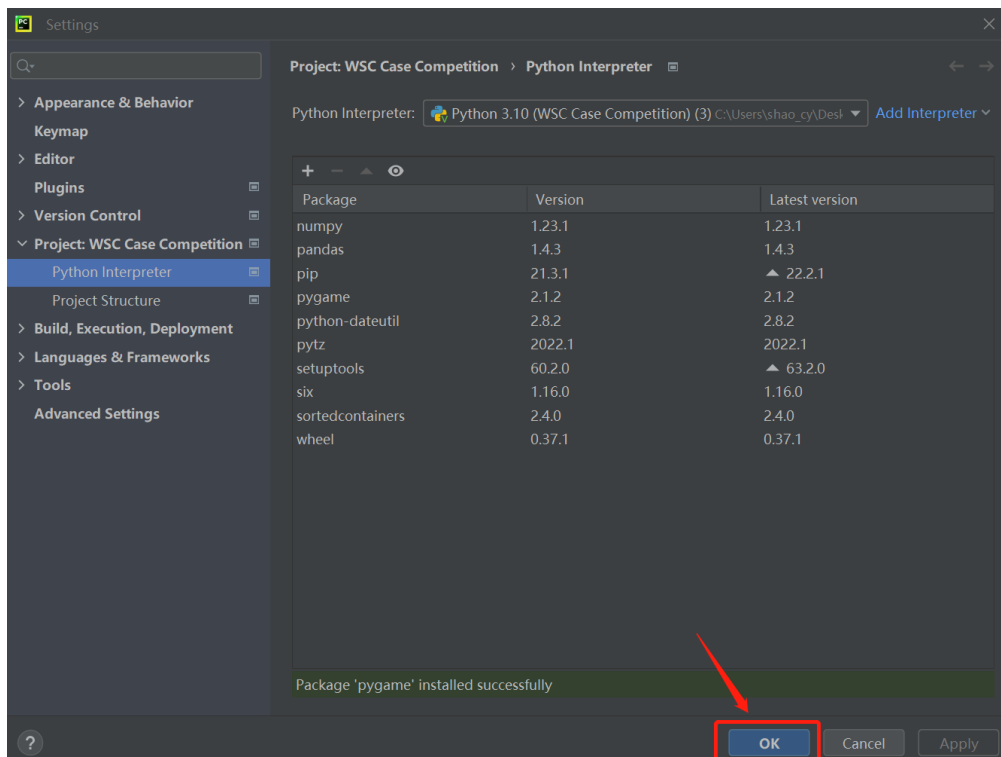 PC Settings
Appearance & Behavior
Keymap
Editor
Plugins
Version Control
Project: WSC Case Competition
Python Interpreter
Project Structure
Build, Execution, Deployment
Languages & Frameworks
Tools
Advanced Settings
?
Project: WSC Case Competition › Python Interpreter
Python Interpreter: Python 3.10 (WSC Case Competition) (3) C:\Users\shao_cy\Desk Add Interpreter
Package Version Latest version
numpy 1.23.1 1.23.1
pandas 1.4.3 1.4.3
pip 21.3.1 22.2.1
pygame 2.1.2 2.1.2
python-dateutil 2.8.2 2.8.2
pytz 2022.1 2022.1
setuptools 60.2.0 63.2.0
six 1.16.0 1.16.0
sortedcontainers 2.4.0 2.4.0
wheel 0.37.1 0.37.1
Package 'pygame' installed successfully
OK Cancel Apply